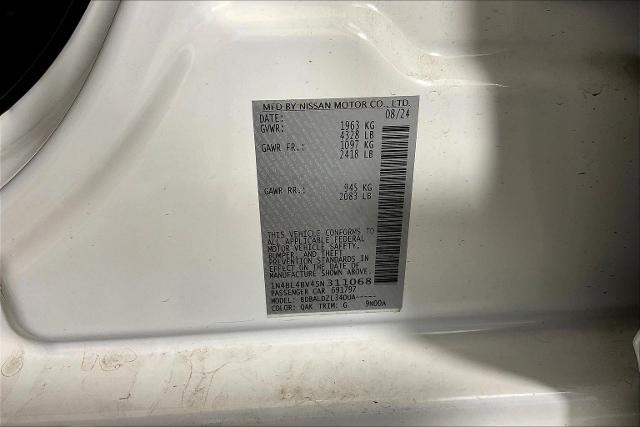 MFD BY NISSAN MOTOR CO., LTD.
DATE: 08/24
GVWR: 1963 KG
4328 LB
GAWR FR.: 1097 KG
2418 LB
GAWR RR.: 945 KG
2083 LB
THIS VEHICLE CONFORMS TO
ALL APPLICABLE FEDERAL
MOTOR VEHICLE SAFETY,
BUMPER, AND THEFT
PREVENTION STANDARDS IN
EFFECT ON THE DATE OF
MANUFACTURE SHOWN ABOVE.
1N4BL4BV4SN311068
PASSENGER CAR 691797
MODEL: BDBALDZL34DUA-----
COLOR: QAK TRIM: G 9NDDA